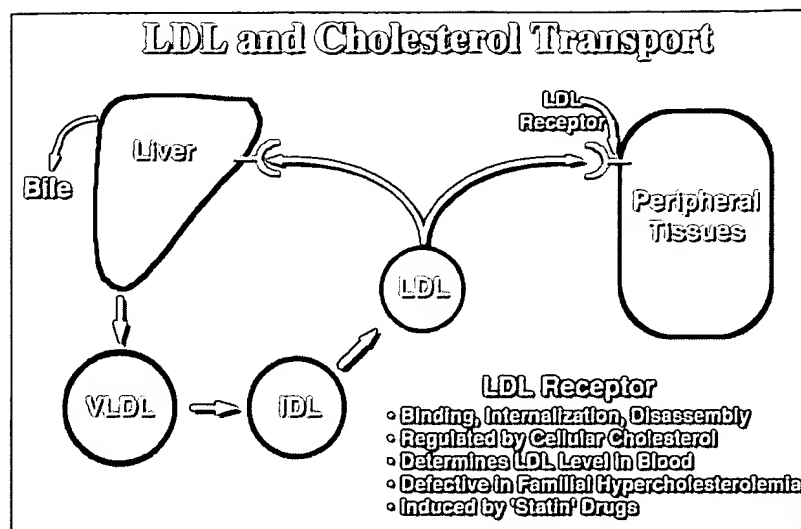 LDL and Cholesterol Transport
Liver
Bile
LDL
Receptor
Peripheral
Tissues
LDL
VLDL
IDL
LDL Receptor
• Binding, Internalization, Disassembly
• Regulated by Cellular Cholesterol
• Determines LDL Level in Blood
• Defective in Familial Hypercholesterolemia
• Induced by 'Statin' Drugs